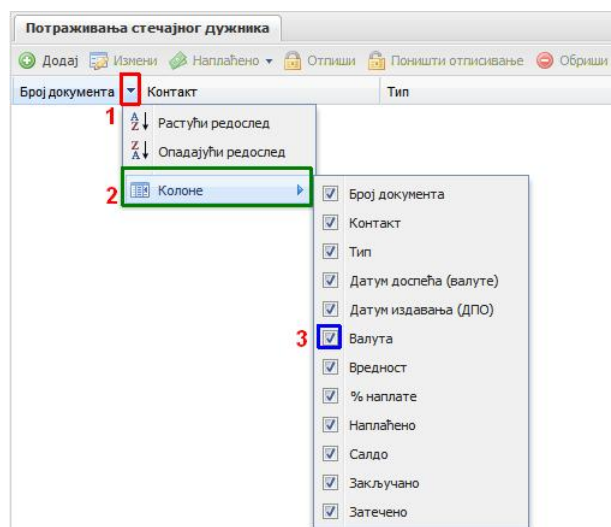 Потраживања стечајног дужника
Додај Измени Наплаћено Отпиши Поништи отписивање Обриши
Број документа Контакт Тип
1
Растући редослед
Опадајући редослед
2 Колоне
Број документа
Контакт
Тип
Датум доспећа (валуте)
Датум издавања (ДПО)
3 Валута
Вредност
% наплате
Наплаћено
Салдо
Закључано
Затечено